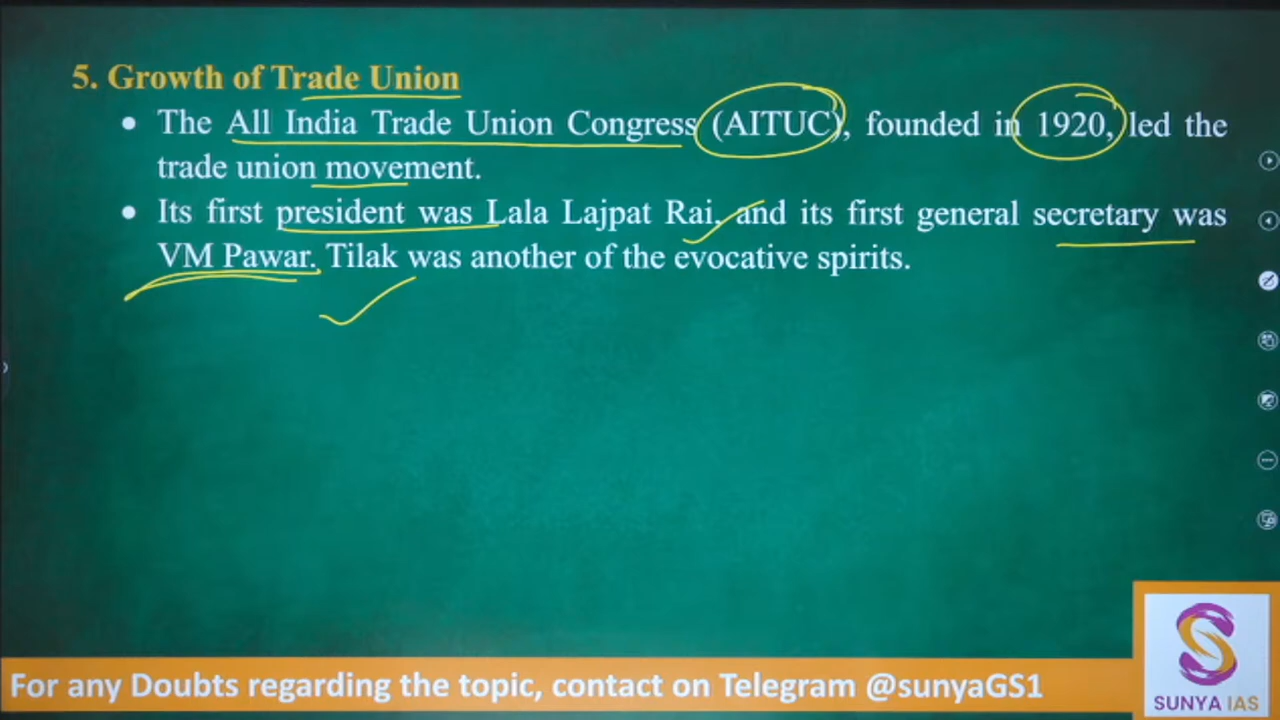 5. Growth of Trade Union
• The All India Trade Union Congress (AITUC), founded in 1920, led the
trade union movement.
• Its first president was Lala Lajpat Rai, and its first general secretary was
VM Pawar. Tilak was another of the evocative spirits.
For any Doubts regarding the topic, contact on Telegram @sunyaGS1
SUNYA IAS